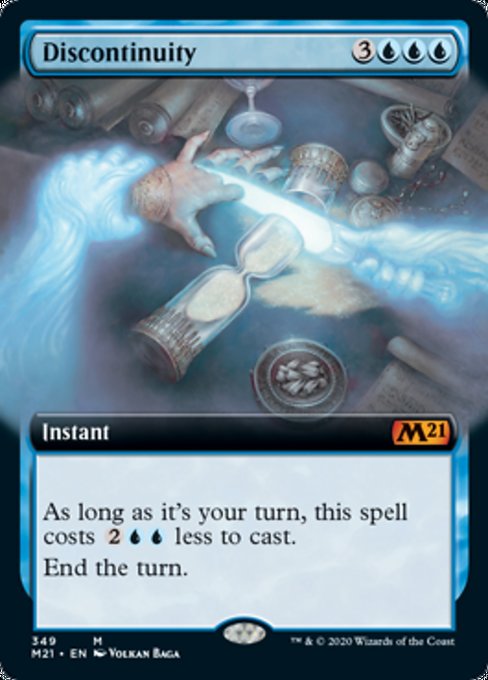 Discontinuity 3
Instant M21
As long as it's your turn, this spell
costs 2 less to cast.
End the turn.
349 M
M21 • EN VOLKAN BAGA
™ & © 2020 Wizards of the Coast